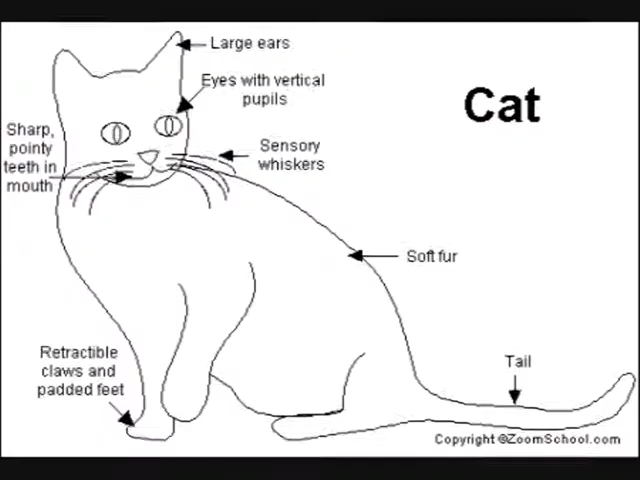 Large ears
Eyes with vertical
pupils
Cat
Sharp,
pointy
teeth in
mouth
Sensory
whiskers
Soft fur
Retractible
claws and
padded feet
Tail
Copyright ©ZoomSchool.com